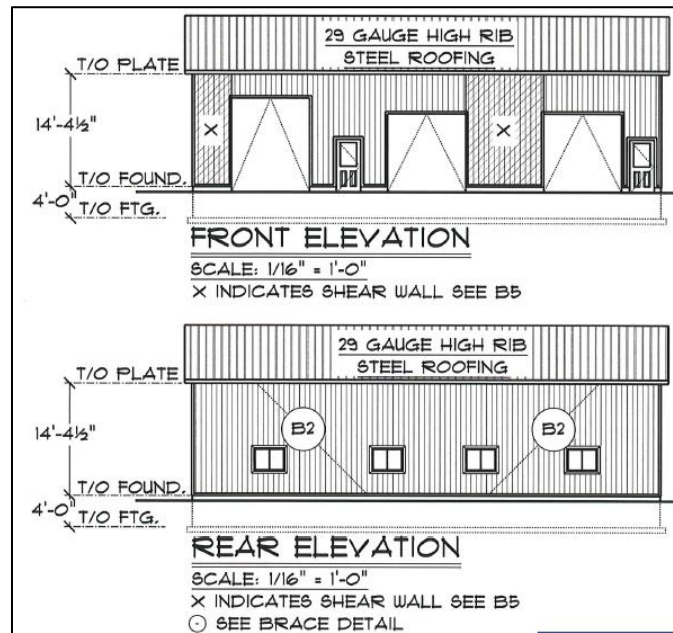 29 GAUGE HIGH RIB
STEEL ROOFING
T/O PLATE
14'-4½"
X
X
T/O FOUND.
4'-0"
T/O FTG.
FRONT ELEVATION
SCALE: 1/16" = 1'-0"
X INDICATES SHEAR WALL SEE B5
29 GAUGE HIGH RIB
STEEL ROOFING
T/O PLATE
14'-4½"
B2
B2
T/O FOUND.
4'-0"
T/O FTG.
REAR ELEVATION
SCALE: 1/16" = 1'-0"
X INDICATES SHEAR WALL SEE B5
SEE BRACE DETAIL